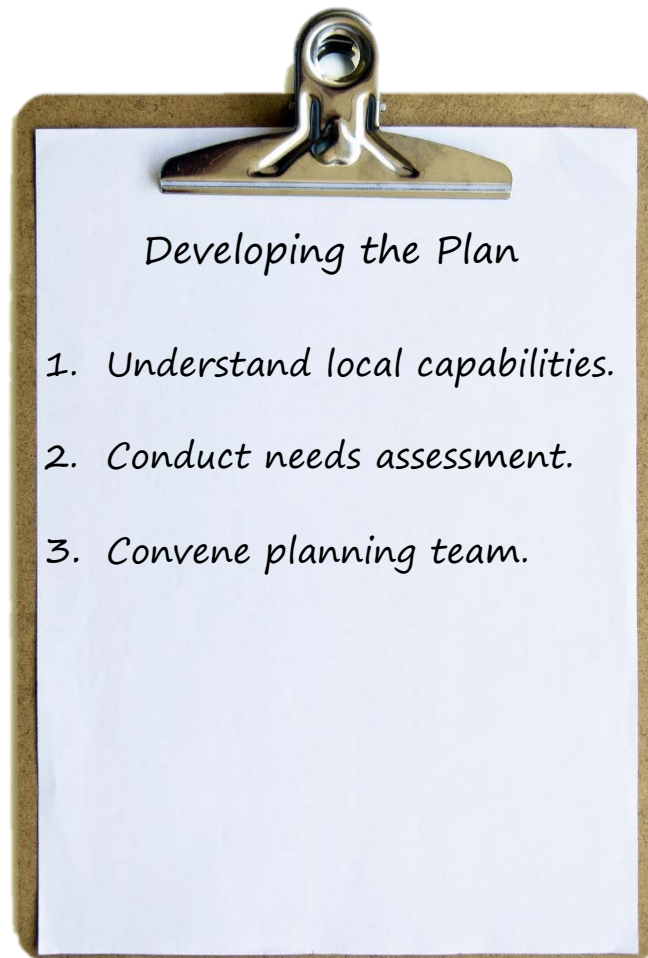 Developing the Plan
1. Understand local capabilities.
2. Conduct needs assessment.
3. Convene planning team.